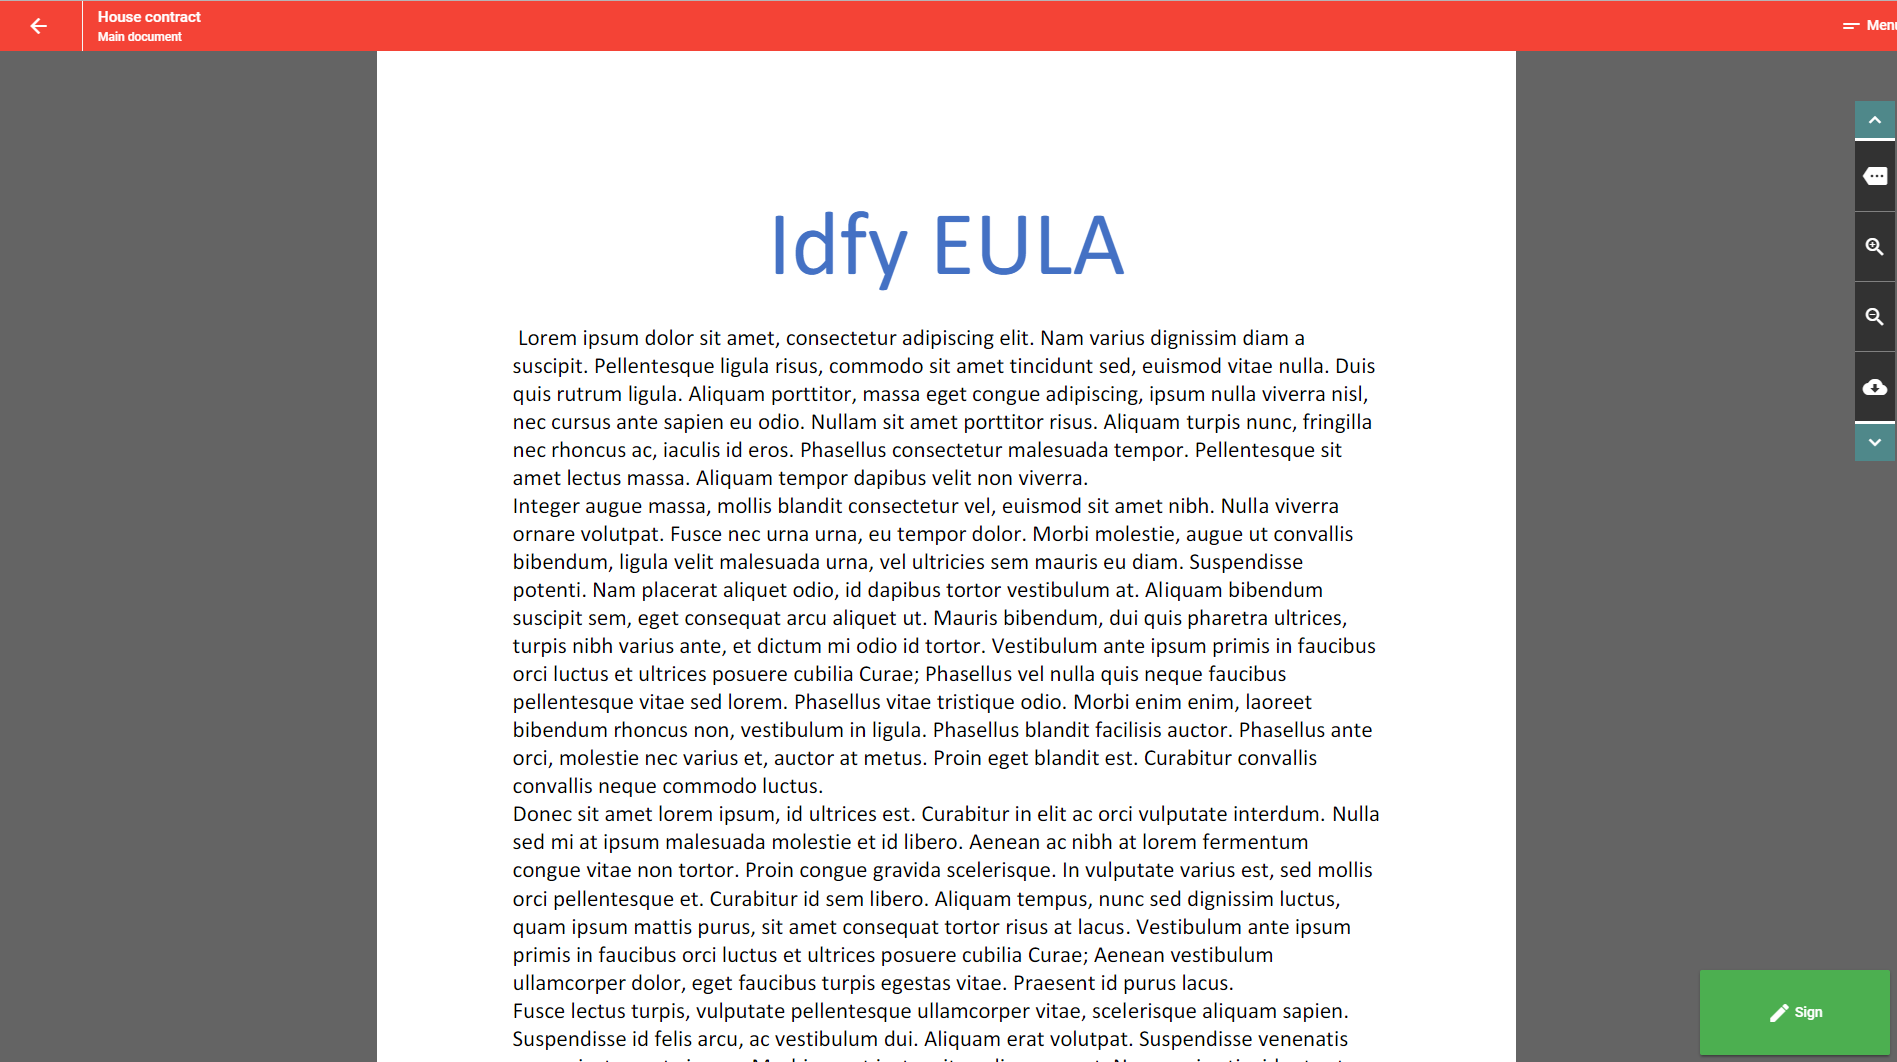 House contract
Main document
Menu
Idfy EULA
Lorem ipsum dolor sit amet, consectetur adipiscing elit. Nam varius dignissim diam a
suscipit. Pellentesque ligula risus, commodo sit amet tincidunt sed, euismod vitae nulla. Duis
quis rutrum ligula. Aliquam porttitor, massa eget congue adipiscing, ipsum nulla viverra nisl,
nec cursus ante sapien eu odio. Nullam sit amet porttitor risus. Aliquam turpis nunc, fringilla
nec rhoncus ac, iaculis id eros. Phasellus consectetur malesuada tempor. Pellentesque sit
amet lectus massa. Aliquam tempor dapibus velit non viverra.
Integer augue massa, mollis blandit consectetur vel, euismod sit amet nibh. Nulla viverra
ornare volutpat. Fusce nec urna urna, eu tempor dolor. Morbi molestie, augue ut convallis
bibendum, ligula velit malesuada urna, vel ultricies sem mauris eu diam. Suspendisse
potenti. Nam placerat aliquet odio, id dapibus tortor vestibulum at. Aliquam bibendum
suscipit sem, eget consequat arcu aliquet ut. Mauris bibendum, dui quis pharetra ultrices,
turpis nibh varius ante, et dictum mi odio id tortor. Vestibulum ante ipsum primis in faucibus
orci luctus et ultrices posuere cubilia Curae; Phasellus vel nulla quis neque faucibus
pellentesque vitae sed lorem. Phasellus vitae tristique odio. Morbi enim enim, laoreet
bibendum rhoncus non, vestibulum in ligula. Phasellus blandit facilisis auctor. Phasellus ante
orci, molestie nec varius et, auctor at metus. Proin eget blandit est. Curabitur convallis
convallis neque commodo luctus.
Donec sit amet lorem ipsum, id ultrices est. Curabitur in elit ac orci vulputate interdum. Nulla
sed mi at ipsum malesuada molestie et id libero. Aenean ac nibh at lorem fermentum
congue vitae non tortor. Proin congue gravida scelerisque. In vulputate varius est, sed mollis
orci pellentesque et. Curabitur id sem libero. Aliquam tempus, nunc sed dignissim luctus,
quam ipsum mattis purus, sit amet consequat tortor risus at lacus. Vestibulum ante ipsum
primis in faucibus orci luctus et ultrices posuere cubilia Curae; Aenean vestibulum
ullamcorper dolor, eget faucibus turpis egestas vitae. Praesent id purus lacus.
Fusce lectus turpis, vulputate pellentesque ullamcorper vitae, scelerisque aliquam sapien.
Suspendisse id felis arcu, ac vestibulum dui. Aliquam erat volutpat. Suspendisse venenatis
Sign